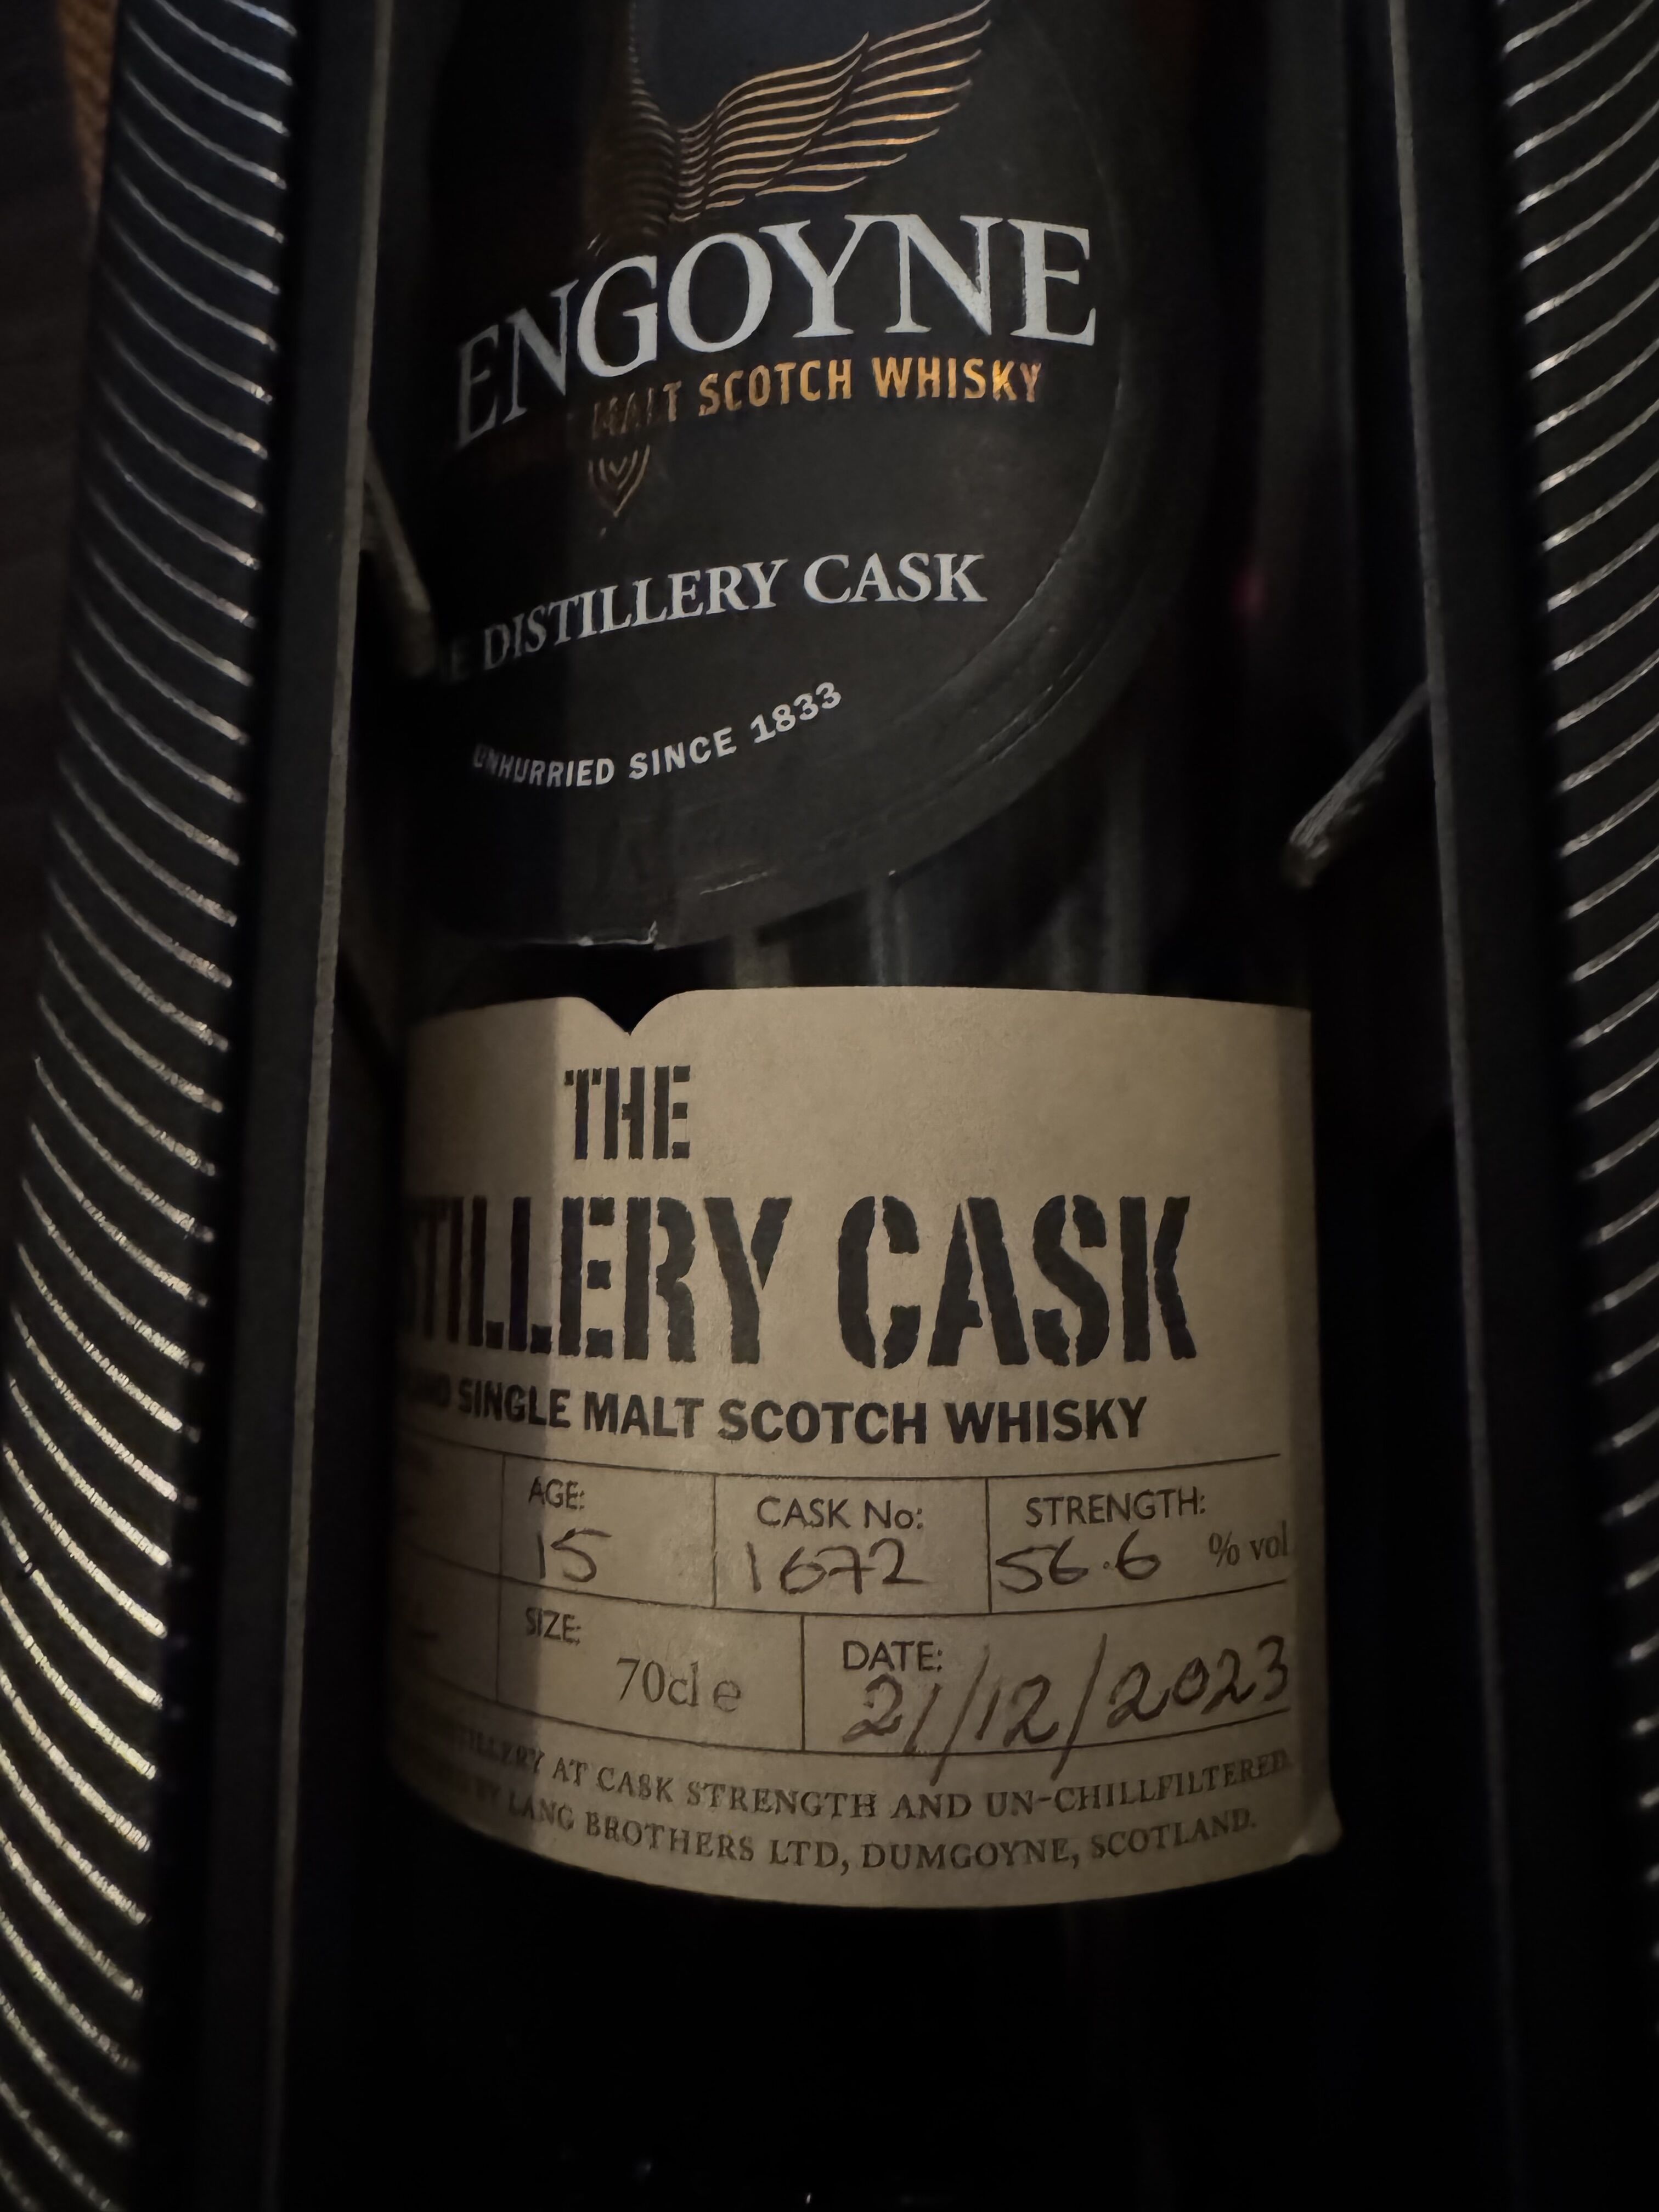 ENGOYNE
MALT SCOTCH WHISKY
DISTILLERY CASK
UNHURRIED SINCE 1833
THE
TILLERY CASK
SINGLE MALT SCOTCH WHISKY
AGE: CASK No: STRENGTH:
15 1672 56.6 % vol
SIZE: DATE:
70cl e 21/12/2023
AT CASK STRENGTH AND UN-CHILLFILTERED
BY LANG BROTHERS LTD, DUMGOYNE, SCOTLAND.